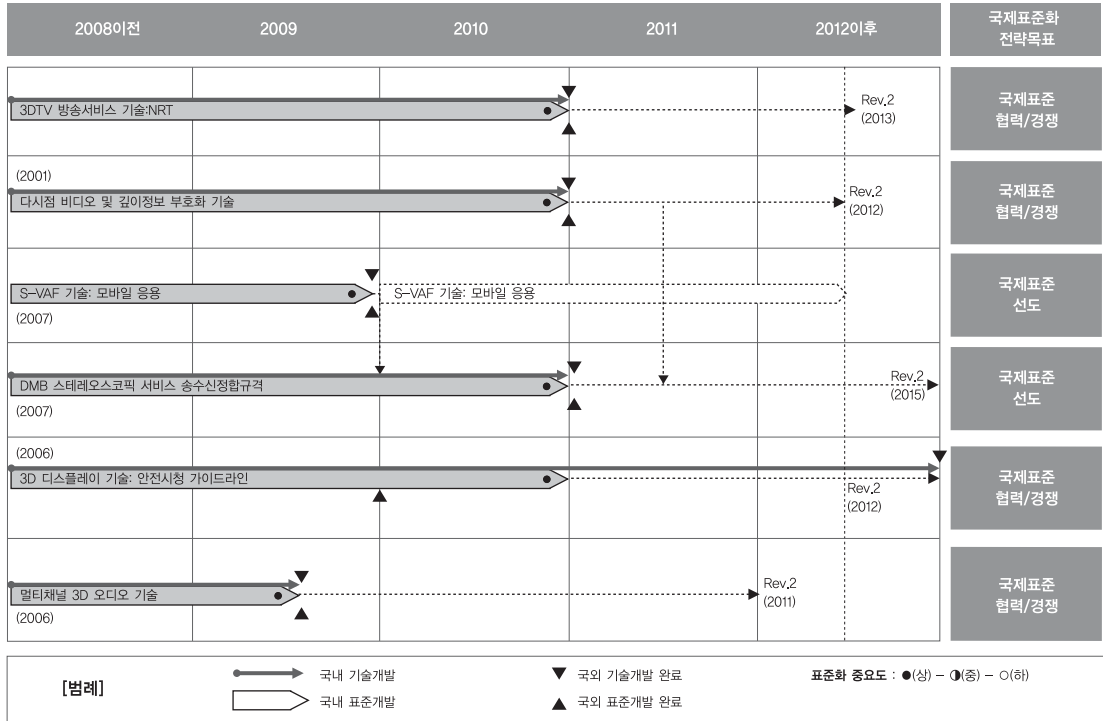 2008이전 2009 2010 2011 2012이후 국제표준화
전략목표
3DTV 방송서비스 기술:NRT
Rev.2
(2013)
국제표준
협력/경쟁
(2001)
다시점 비디오 및 깊이정보 부호화 기술
Rev.2
(2012)
국제표준
협력/경쟁
S-VAF 기술: 모바일 응용
(2007)
S-VAF 기술: 모바일 응용
국제표준
선도
DMB 스테레오스코픽 서비스 송수신정합규격
(2007)
Rev.2
(2015)
국제표준
선도
(2006)
3D 디스플레이 기술: 안전시청 가이드라인
Rev.2
(2012)
국제표준
협력/경쟁
멀티채널 3D 오디오 기술
(2006)
Rev.2
(2011)
국제표준
협력/경쟁
[범례]
국내 기술개발
국내 표준개발
▼ 국외 기술개발 완료
▲ 국외 표준개발 완료
표준화 중요도 : ●(상) – ◑(중) – ○(하)